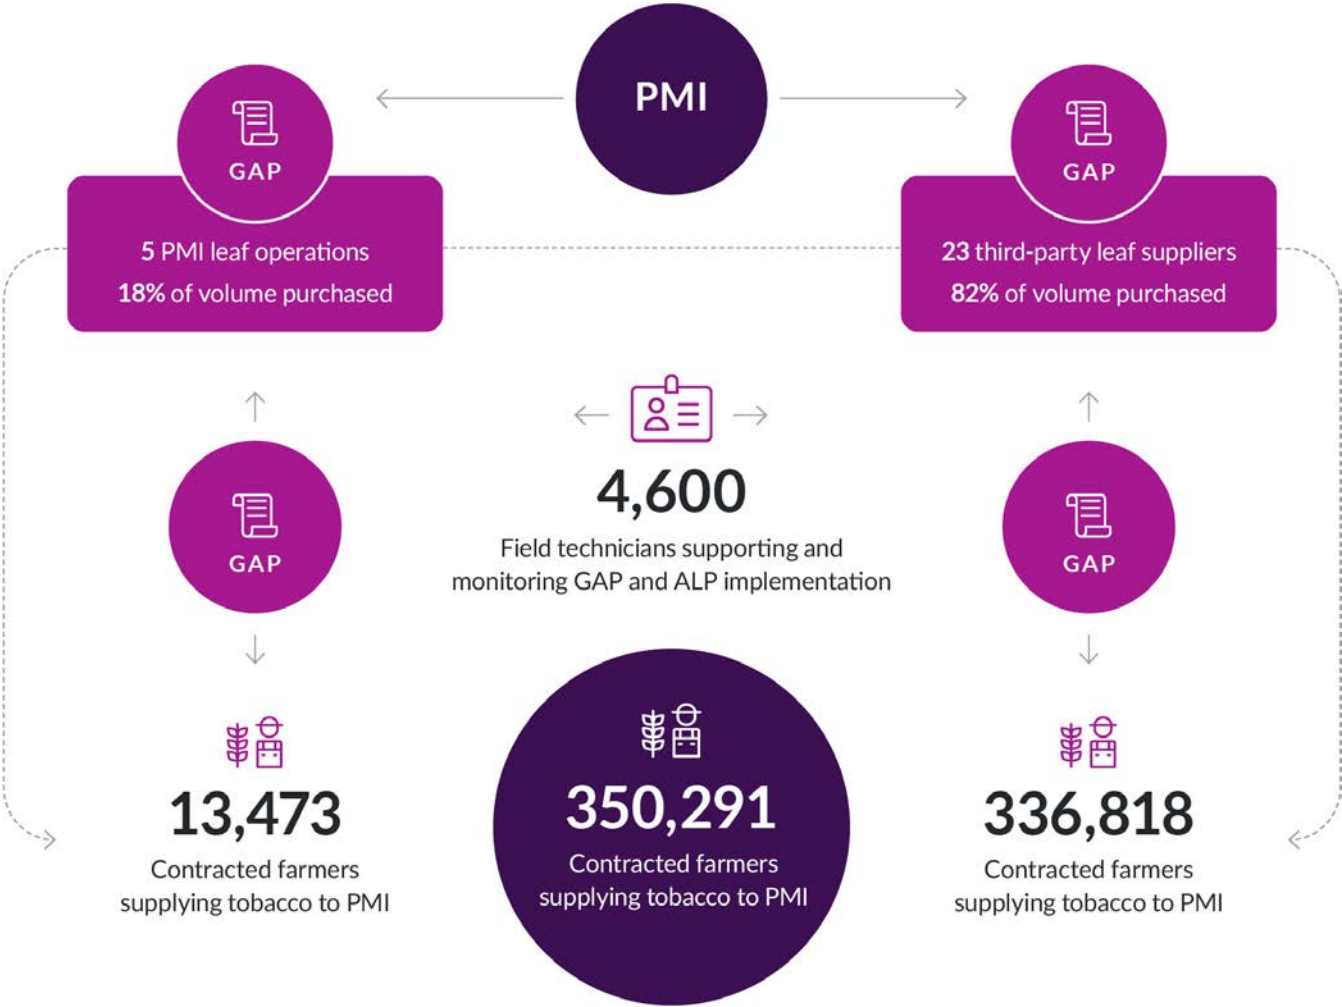 PMI
GAP
GAP
5 PMI leaf operations
18% of volume purchased
23 third-party leaf suppliers
82% of volume purchased
GAP
4,600
Field technicians supporting and
monitoring GAP and ALP implementation
GAP
13,473
Contracted farmers
supplying tobacco to PMI
350,291
Contracted farmers
supplying tobacco to PMI
336,818
Contracted farmers
supplying tobacco to PMI